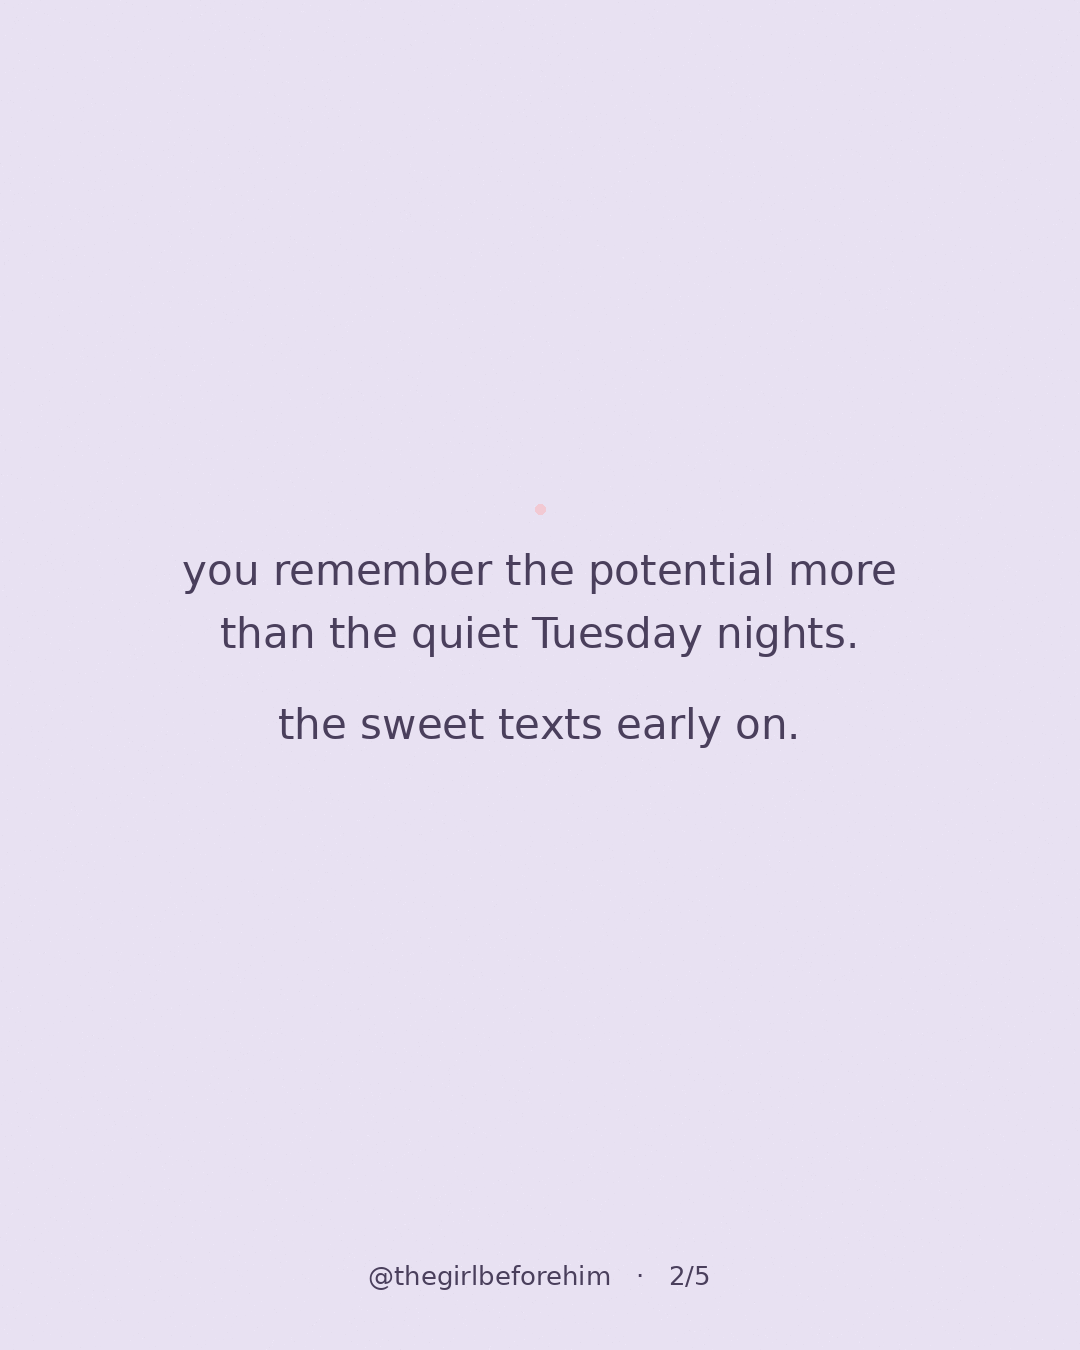 you remember the potential more
than the quiet Tuesday nights.
the sweet texts early on.
@thegirlbeforehim · 2/5